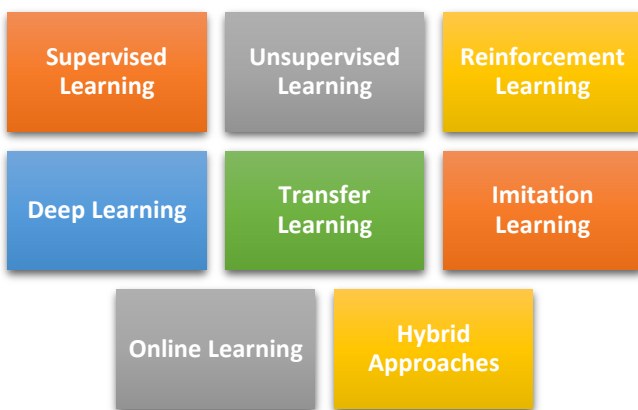 Supervised
Learning
Unsupervised
Learning
Reinforcement
Learning
Deep Learning
Transfer
Learning
Imitation
Learning
Online Learning
Hybrid
Approaches